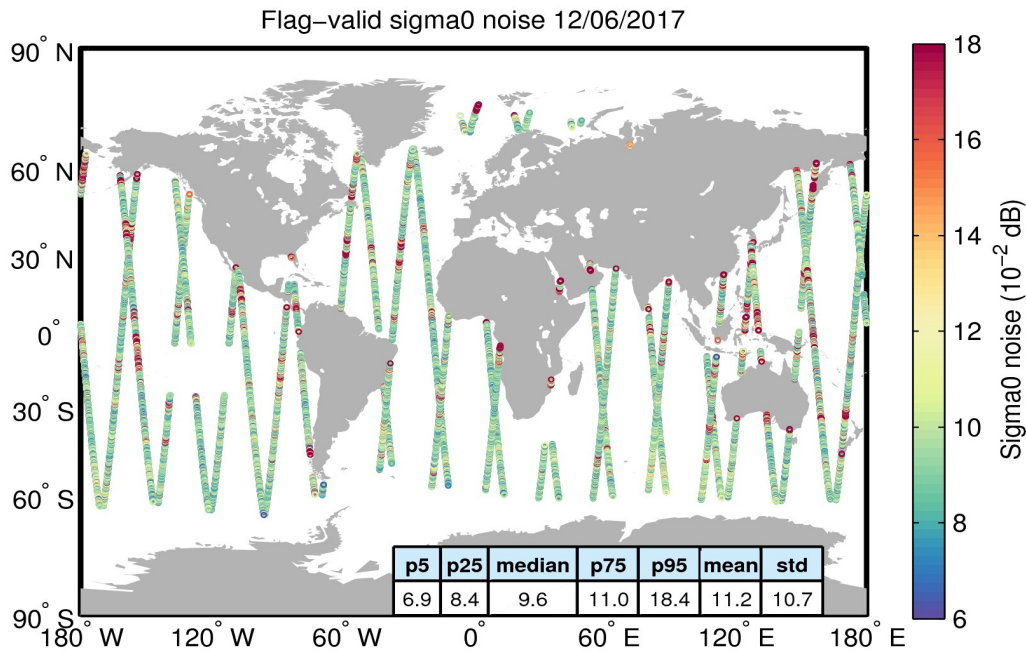 Flag−valid sigma0 noise 12/06/2017
90° N
60° N
30° N
0°
30° S
60° S
90° S
180° W 120° W 60° W 0° 60° E 120° E 180° E
p5 p25 median p75 p95 mean std
6.9 8.4 9.6 11.0 18.4 11.2 10.7
18
16
14
12
10
8
6
Sigma0 noise (10⁻² dB)